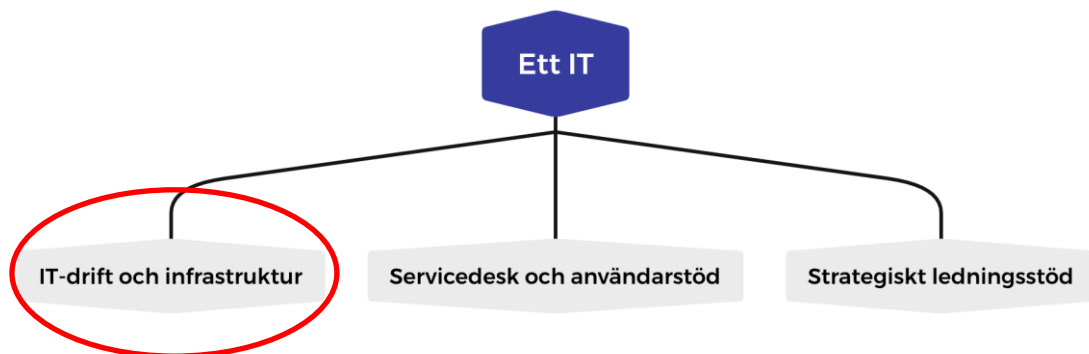 Ett IT
IT-drift och infrastruktur
Servicedesk och användarstöd
Strategiskt ledningsstöd